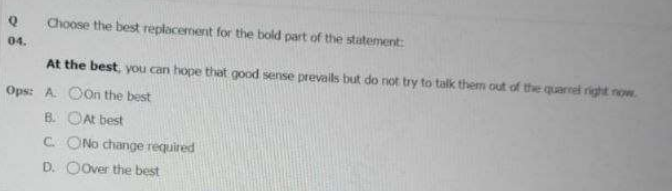 Q Choose the best replacement for the bold part of the statement:
04.
At the best, you can hope that good sense prevails but do not try to talk them out of the quarrel right now.
Ops: A. On the best
B. At best
C. No change required
D. Over the best